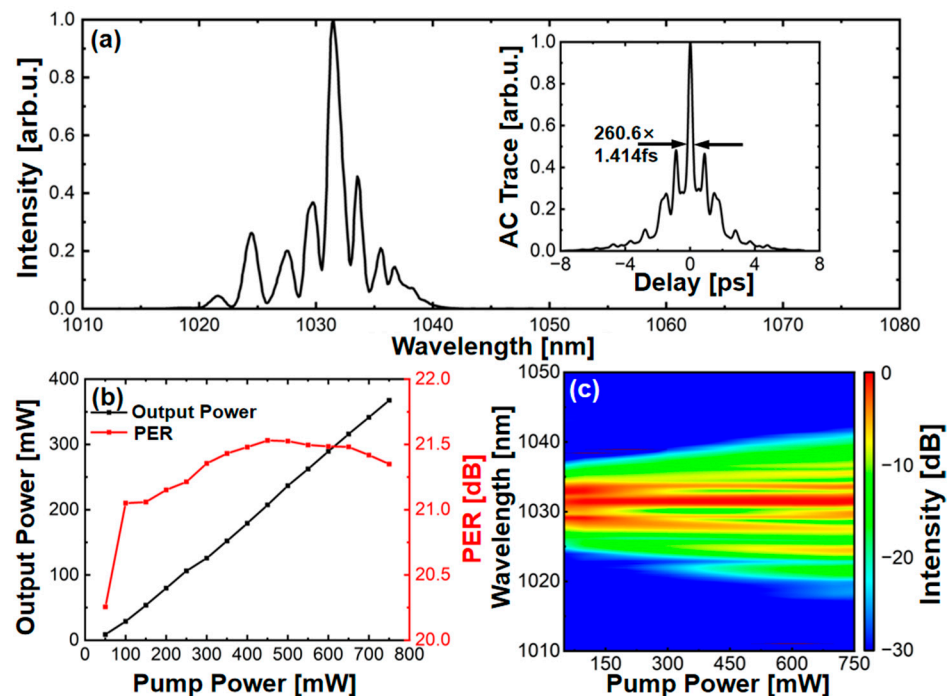 (a)
Intensity [arb.u.]
1.0
0.8
0.6
0.4
0.2
0.0
1010 1020 1030 1040 1050 1060 1070 1080
Wavelength [nm]
AC Trace [arb.u.]
1.0
0.8
0.6
0.4
0.2
0.0
260.6×
1.414fs
−8 −4 0 4 8
Delay [ps]
(b)
Output Power
PER
Output Power [mW]
400
300
200
100
0
PER [dB]
22.0
21.5
21.0
20.5
20.0
0 100 200 300 400 500 600 700 800
Pump Power [mW]
(c)
Wavelength [nm]
1050
1040
1030
1020
1010
150 300 450 600 750
Pump Power [mW]
0
−10
−20
−30
Intensity [dB]